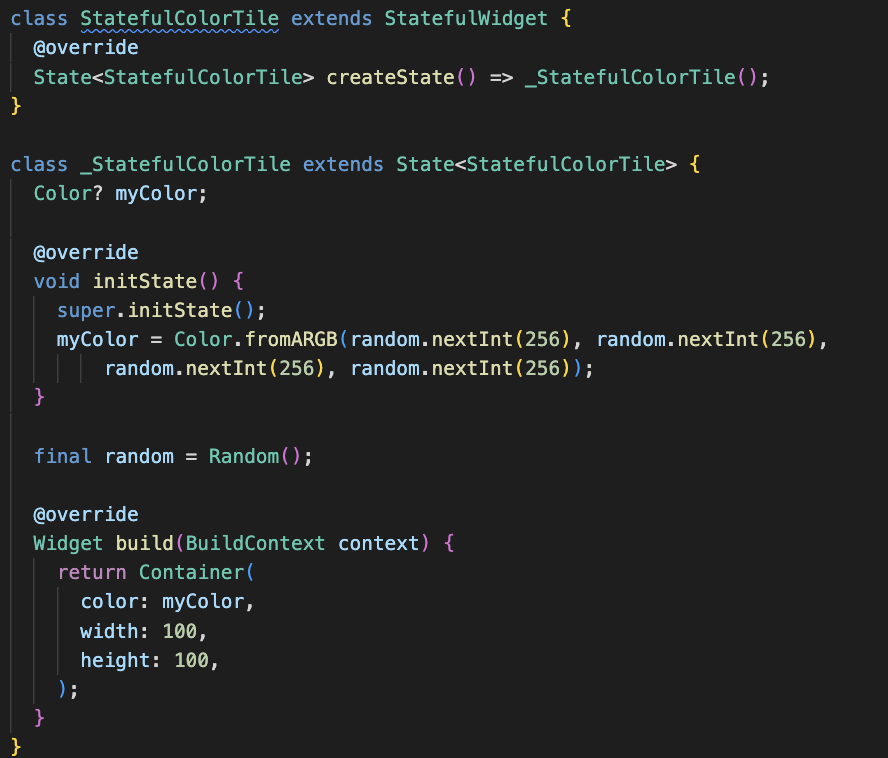 class StatefulColorTile extends StatefulWidget {
  @override
  State<StatefulColorTile> createState() => _StatefulColorTile();
}

class _StatefulColorTile extends State<StatefulColorTile> {
  Color? myColor;

  @override
  void initState() {
    super.initState();
    myColor = Color.fromARGB(random.nextInt(256), random.nextInt(256),
        random.nextInt(256), random.nextInt(256));
  }

  final random = Random();

  @override
  Widget build(BuildContext context) {
    return Container(
      color: myColor,
      width: 100,
      height: 100,
    );
  }
}